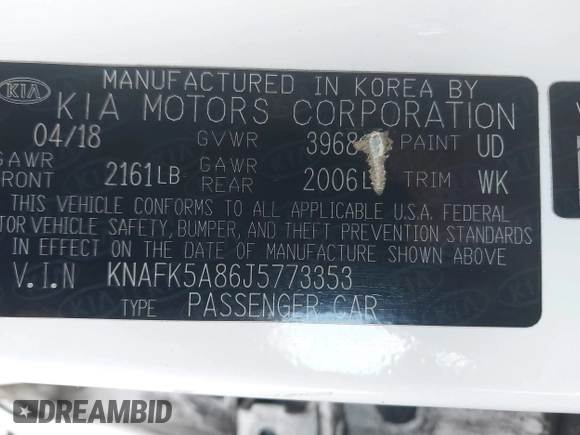 KIA MANUFACTURED IN KOREA BY
KIA MOTORS CORPORATION
04/18 GVWR 3968 PAINT UD
GAWR FRONT 2161LB GAWR REAR 2006L TRIM WK
THIS VEHICLE CONFORMS TO ALL APPLICABLE U.S.A. FEDERAL
MOTOR VEHICLE SAFETY, BUMPER, AND THEFT PREVENTION STANDARDS
IN EFFECT ON THE DATE OF MANUFACTURE SHOWN ABOVE
V.I.N KNAFK5A86J5773353
TYPE PASSENGER CAR
DREAMBID